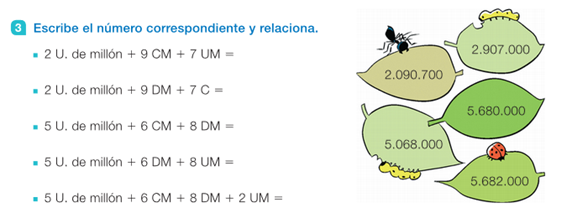 3 Escribe el número correspondiente y relaciona.
2 U. de millón + 9 CM + 7 UM =
2 U. de millón + 9 DM + 7 C =
5 U. de millón + 6 CM + 8 DM =
5 U. de millón + 6 DM + 8 UM =
5 U. de millón + 6 CM + 8 DM + 2 UM =
2.907.000
2.090.700
5.680.000
5.068.000
5.682.000